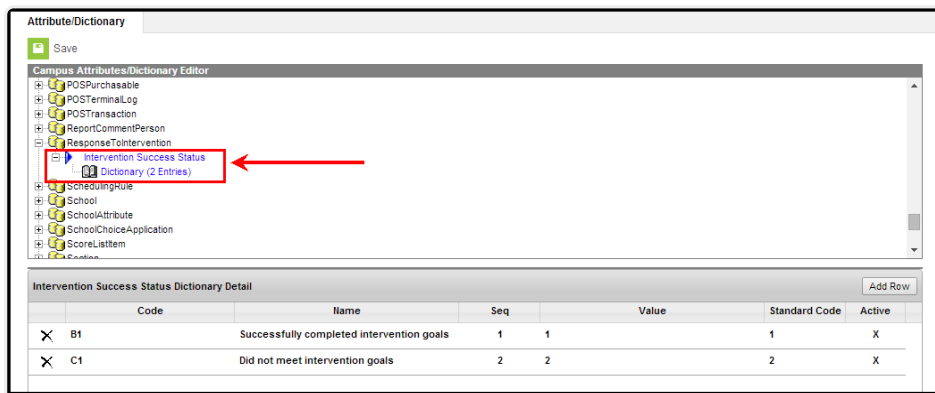 Attribute/Dictionary
Save
Campus Attributes/Dictionary Editor
POSPurchasable
POSTerminalLog
POSTransaction
ReportCommentPerson
ResponseToIntervention
Intervention Success Status
Dictionary (2 Entries)
SchedulingRule
School
SchoolAttribute
SchoolChoiceApplication
ScoreListItem
Section
Intervention Success Status Dictionary Detail Add Row
Code Name Seq Value Standard Code Active
X B1 Successfully completed intervention goals 1 1 1 X
X C1 Did not meet intervention goals 2 2 2 X